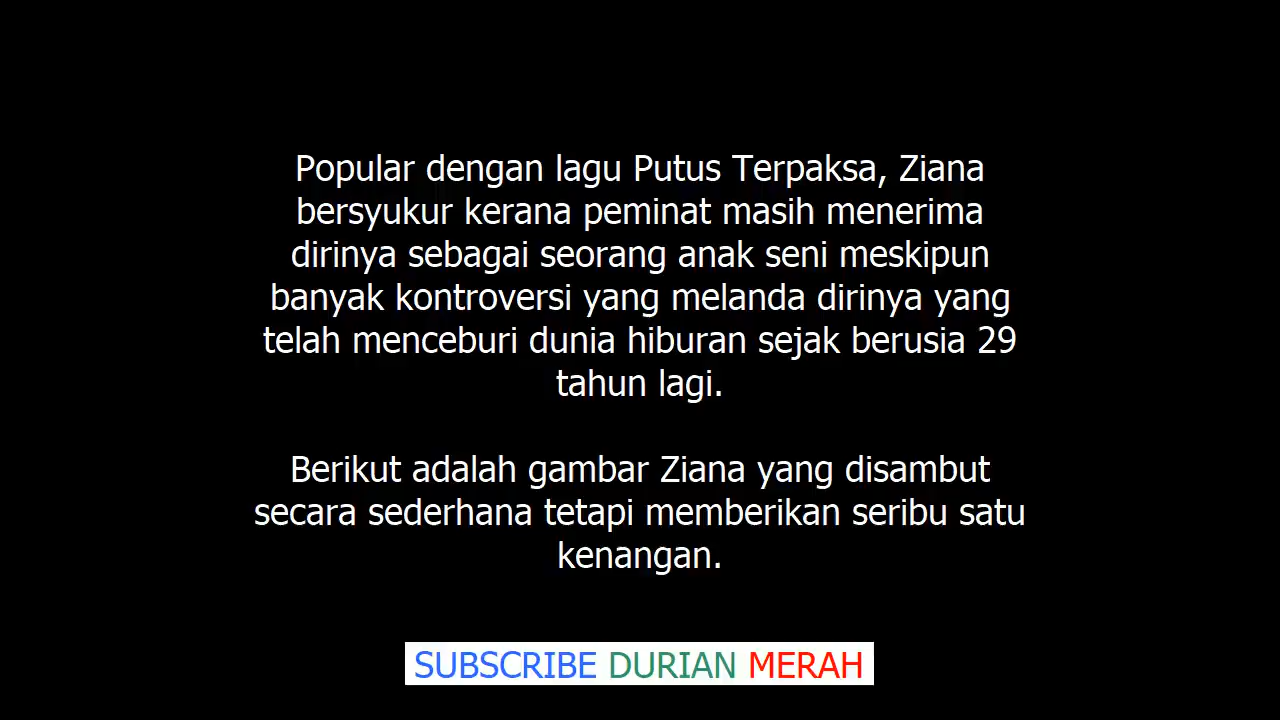 Popular dengan lagu Putus Terpaksa, Ziana
bersyukur kerana peminat masih menerima
dirinya sebagai seorang anak seni meskipun
banyak kontroversi yang melanda dirinya yang
telah menceburi dunia hiburan sejak berusia 29
tahun lagi.
Berikut adalah gambar Ziana yang disambut
secara sederhana tetapi memberikan seribu satu
kenangan.
SUBSCRIBE DURIAN MERAH